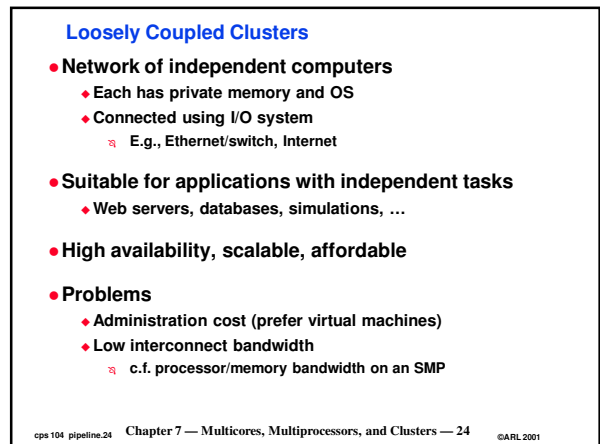 Loosely Coupled Clusters
Network of independent computers
Each has private memory and OS
Connected using I/O system
E.g., Ethernet/switch, Internet
Suitable for applications with independent tasks
Web servers, databases, simulations, …
High availability, scalable, affordable
Problems
Administration cost (prefer virtual machines)
Low interconnect bandwidth
c.f. processor/memory bandwidth on an SMP
cps 104 pipeline.24 Chapter 7 — Multicores, Multiprocessors, and Clusters — 24 ©ARL 2001